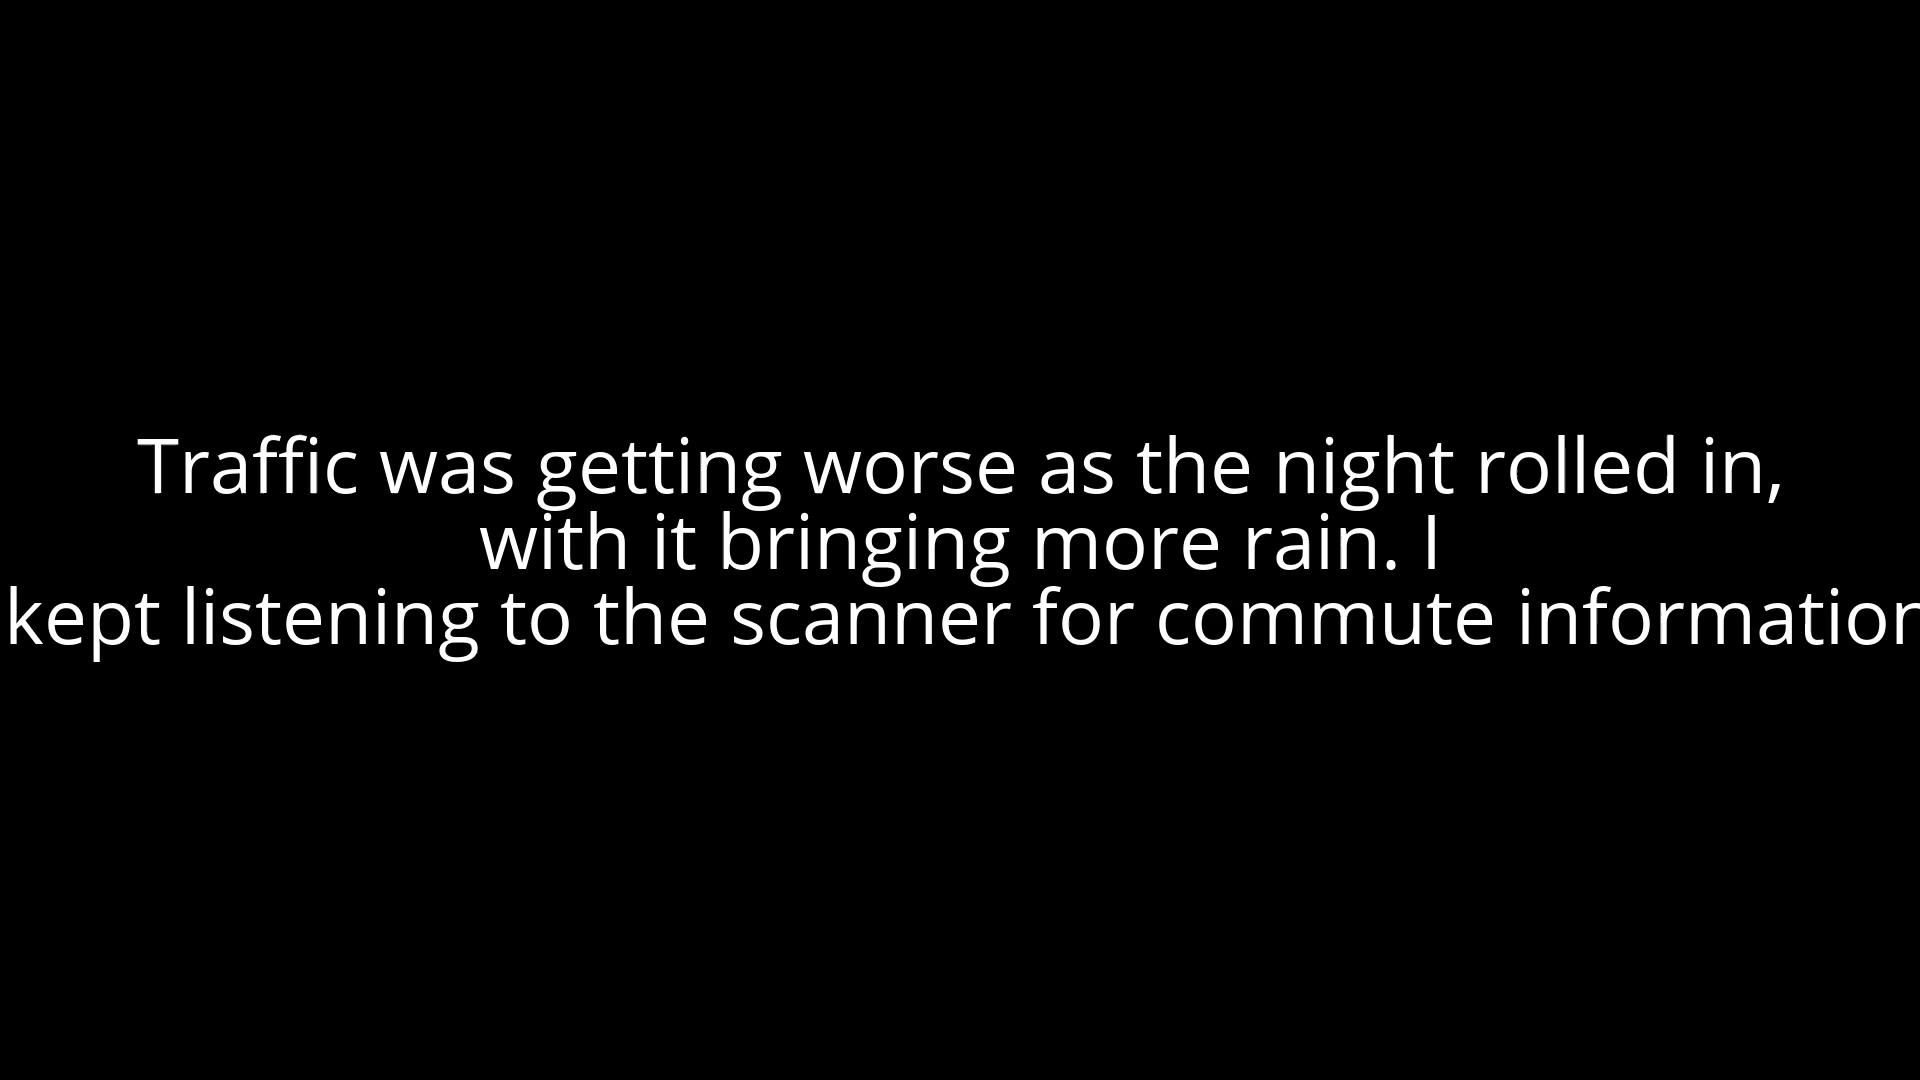 Traffic was getting worse as the night rolled in,
with it bringing more rain. I
kept listening to the scanner for commute information